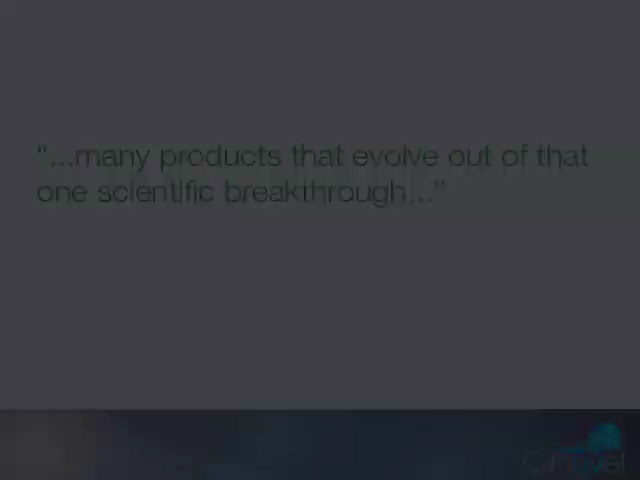 "...many products that evolve out of that
one scientific breakthrough..."